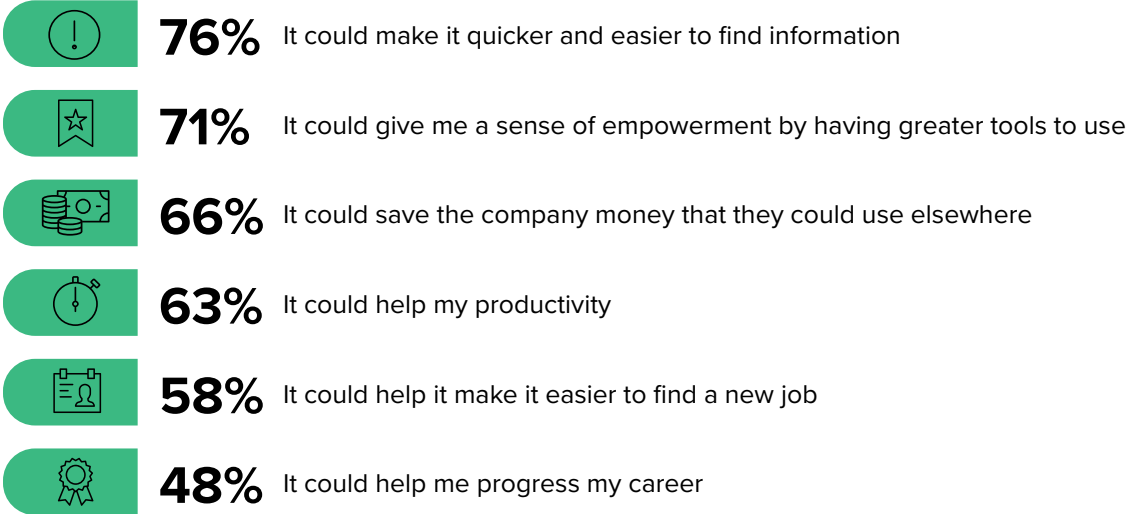 76% It could make it quicker and easier to find information
71% It could give me a sense of empowerment by having greater tools to use
66% It could save the company money that they could use elsewhere
63% It could help my productivity
58% It could help it make it easier to find a new job
48% It could help me progress my career